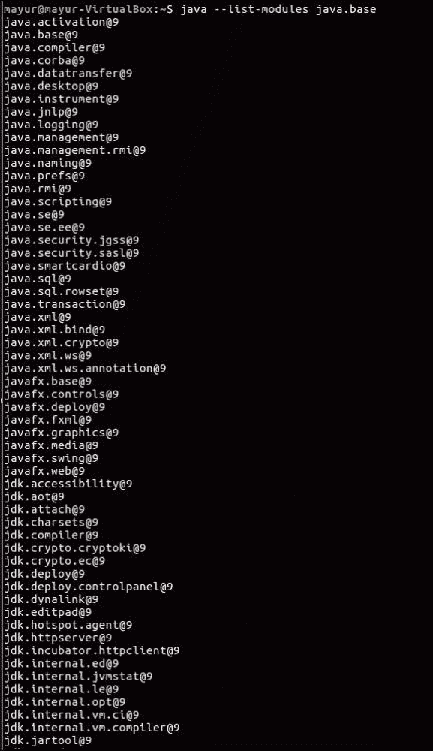 mayur@mayur-VirtualBox:~$ java --list-modules java.base
java.activation@9
java.base@9
java.compiler@9
java.corba@9
java.datatransfer@9
java.desktop@9
java.instrument@9
java.jnlp@9
java.logging@9
java.management@9
java.management.rmi@9
java.naming@9
java.prefs@9
java.rmi@9
java.scripting@9
java.se@9
java.se.ee@9
java.security.jgss@9
java.security.sasl@9
java.smartcardio@9
java.sql@9
java.sql.rowset@9
java.transaction@9
java.xml@9
java.xml.bind@9
java.xml.crypto@9
java.xml.ws@9
java.xml.ws.annotation@9
javafx.base@9
javafx.controls@9
javafx.deploy@9
javafx.fxml@9
javafx.graphics@9
javafx.media@9
javafx.swing@9
javafx.web@9
jdk.accessibility@9
jdk.aot@9
jdk.attach@9
jdk.charsets@9
jdk.compiler@9
jdk.crypto.cryptoki@9
jdk.crypto.ec@9
jdk.deploy@9
jdk.deploy.controlpanel@9
jdk.dynalink@9
jdk.editpad@9
jdk.hotspot.agent@9
jdk.httpserver@9
jdk.incubator.httpclient@9
jdk.internal.ed@9
jdk.internal.jvmstat@9
jdk.internal.le@9
jdk.internal.opt@9
jdk.internal.vm.ci@9
jdk.internal.vm.compiler@9
jdk.jartool@9